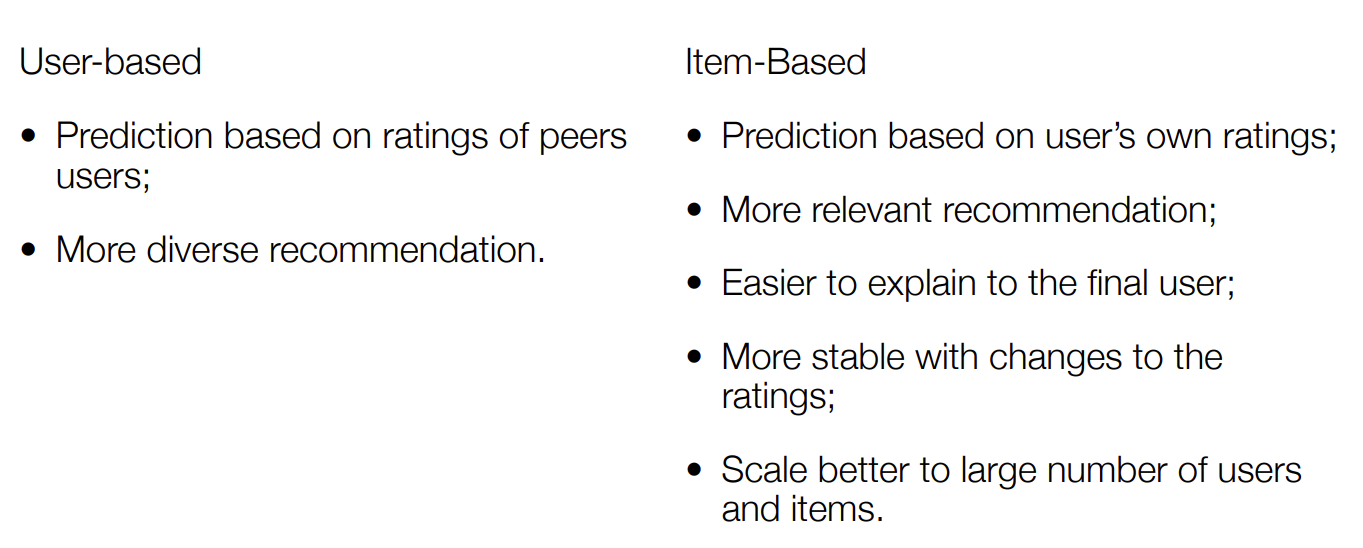 User-based
• Prediction based on ratings of peers
users;
• More diverse recommendation.
Item-Based
• Prediction based on user's own ratings;
• More relevant recommendation;
• Easier to explain to the final user;
• More stable with changes to the
ratings;
• Scale better to large number of users
and items.